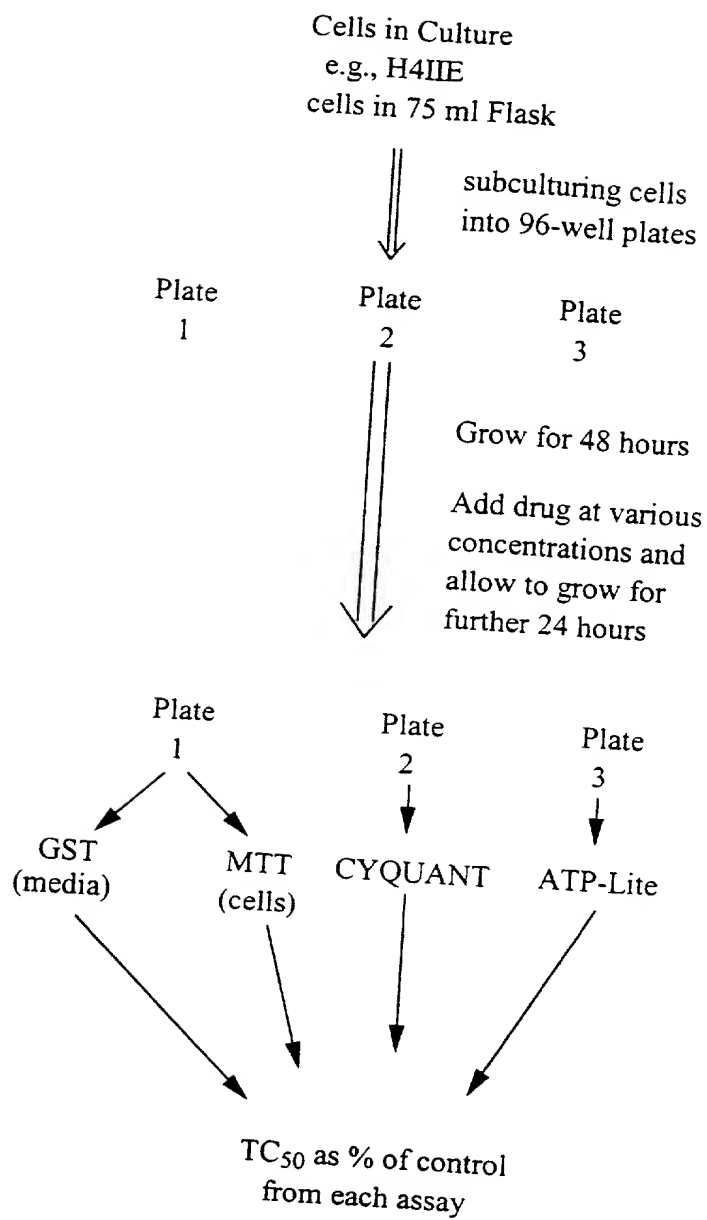 Cells in Culture
e.g., H4IIE
cells in 75 ml Flask
subculturing cells
into 96-well plates
Plate
1
Plate
2
Plate
3
Grow for 48 hours
Add drug at various
concentrations and
allow to grow for
further 24 hours
Plate
1
Plate
2
Plate
3
GST
(media)
MTT
(cells)
CYQUANT
ATP-Lite
TC50 as % of control
from each assay